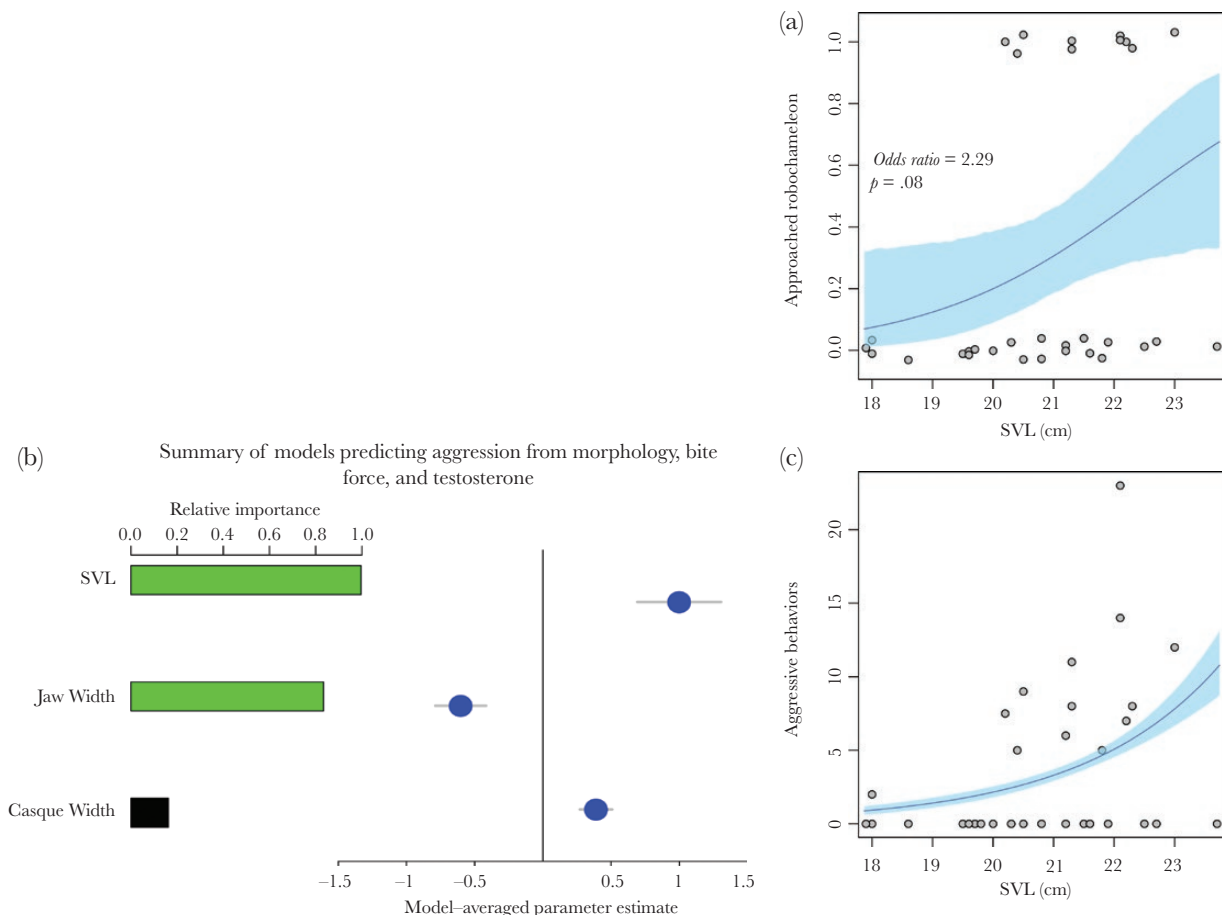 (a)
Approached robochameleon
1.0
0.8
0.6
0.4
0.2
0.0
Odds ratio = 2.29
p = .08
18 19 20 21 22 23
SVL (cm)
(b)
Summary of models predicting aggression from morphology, bite
force, and testosterone
Relative importance
0.0 0.2 0.4 0.6 0.8 1.0
SVL
Jaw Width
Casque Width
−1.5 −1 −0.5 0.5 1 1.5
Model–averaged parameter estimate
(c)
Aggressive behaviors
20
15
10
5
0
18 19 20 21 22 23
SVL (cm)